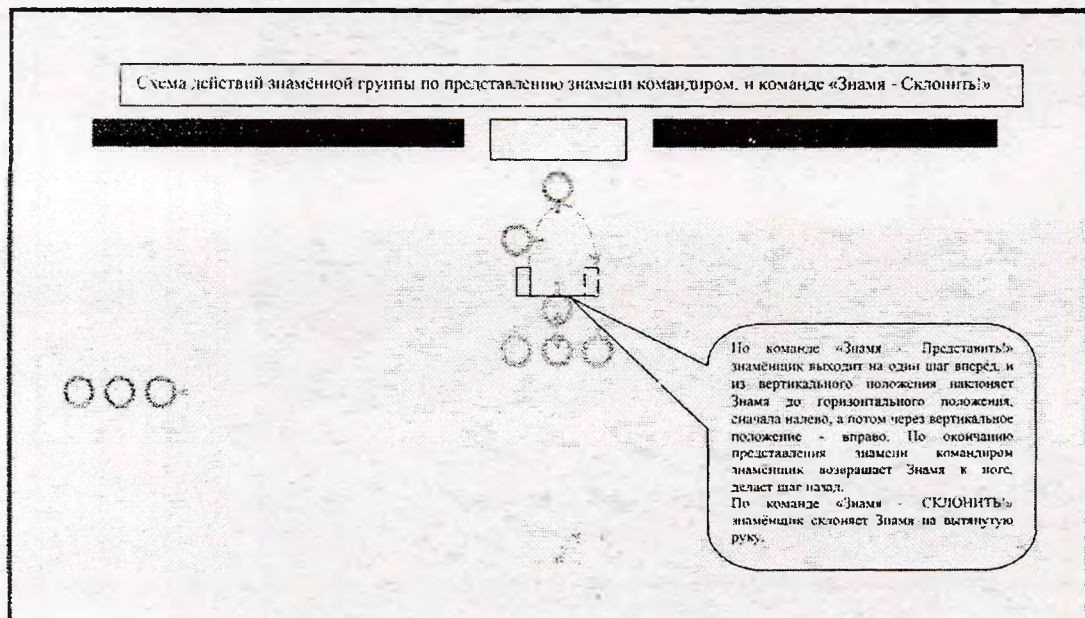 Схема действий знамённой группы по представлению знамени командиром, и команде «Знамя - Склонить!»
По команде «Знамя - Представить!»
знамёнщик выходит на один шаг вперёд, и
из вертикального положения наклоняет
Знамя до горизонтального положения,
сначала налево, а потом через вертикальное
положение - вправо. По окончанию
представления знамени командиром
знамёнщик возвращает Знамя к ноге,
делает шаг назад.
По команде «Знамя - СКЛОНИТЬ!»
знамёнщик склоняет Знамя на вытянутую
руку.